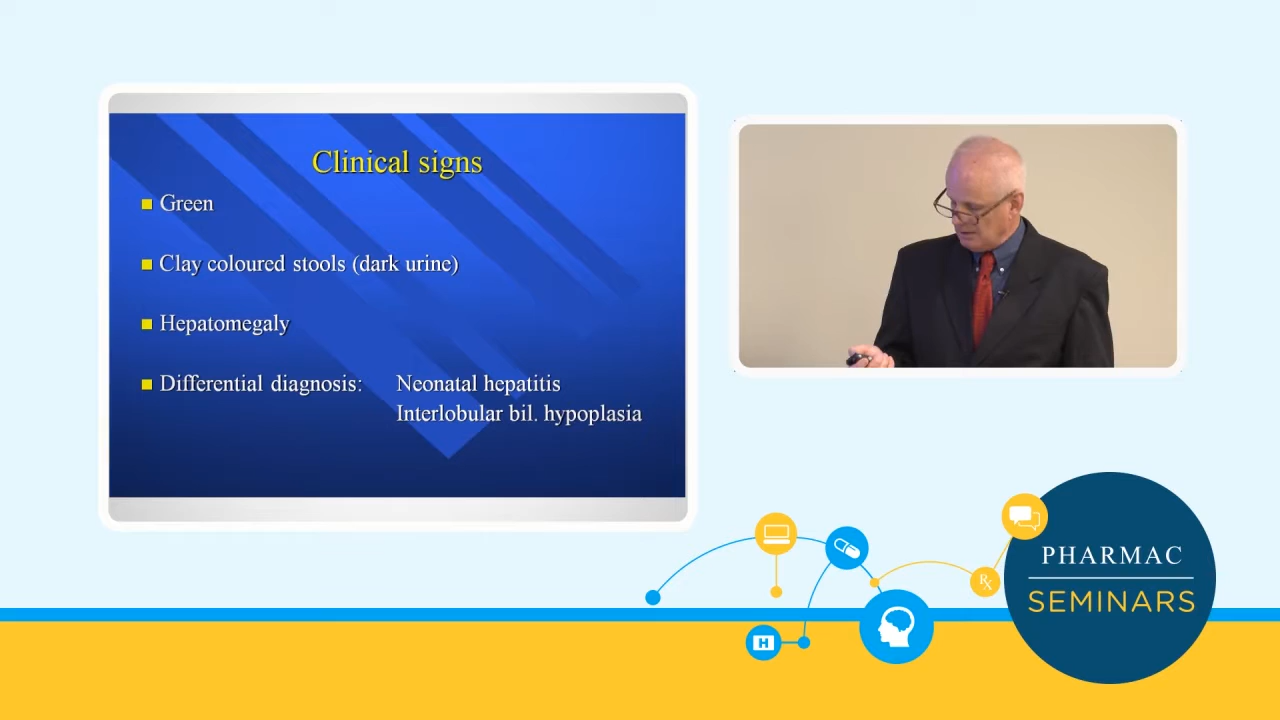 Clinical signs
Green
Clay coloured stools (dark urine)
Hepatomegaly
Differential diagnosis: Neonatal hepatitis
Interlobular bil. hypoplasia
PHARMAC
SEMINARS
Rx
H